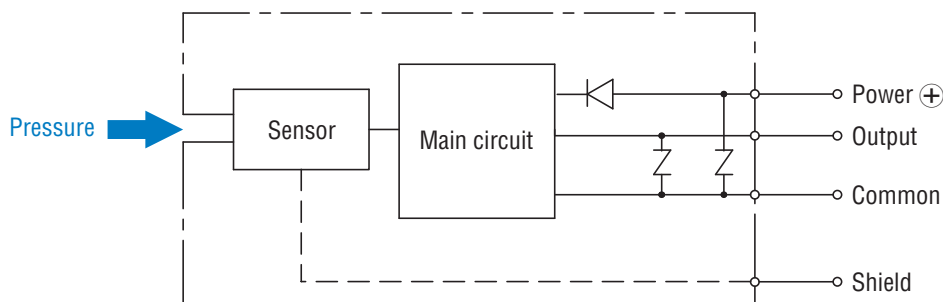 Pressure
Sensor
Main circuit
Power ⊕
Output
Common
Shield